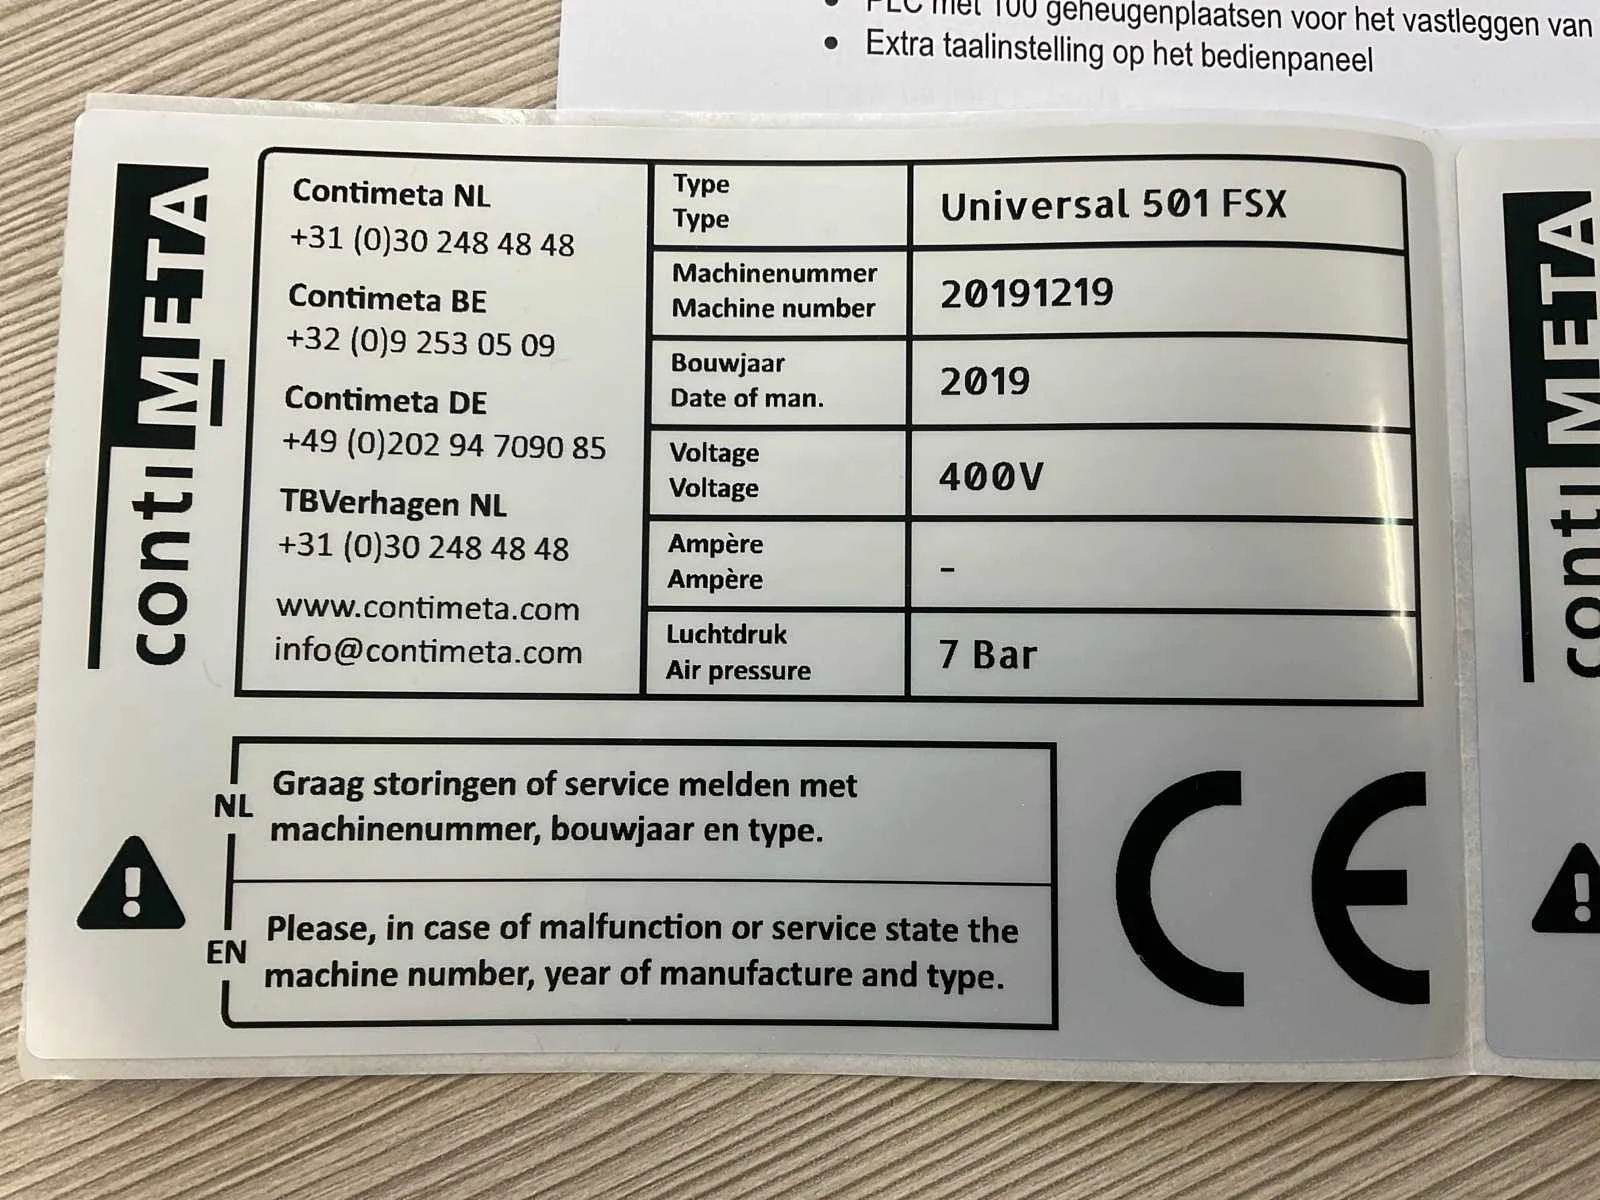 PLC met 100 geheugenplaatsen voor het vastleggen van
• Extra taalinstelling op het bedienpaneel
contiMETA
Contimeta NL
+31 (0)30 248 48 48
Contimeta BE
+32 (0)9 253 05 09
Contimeta DE
+49 (0)202 94 7090 85
TBVerhagen NL
+31 (0)30 248 48 48
www.contimeta.com
info@contimeta.com
Type
Type
Universal 501 FSX
Machinenummer
Machine number
20191219
Bouwjaar
Date of man.
2019
Voltage
Voltage
400V
Ampère
Ampère
-
Luchtdruk
Air pressure
7 Bar
NL
Graag storingen of service melden met
machinenummer, bouwjaar en type.
EN
Please, in case of malfunction or service state the
machine number, year of manufacture and type.
!
CE
contiMETA
!